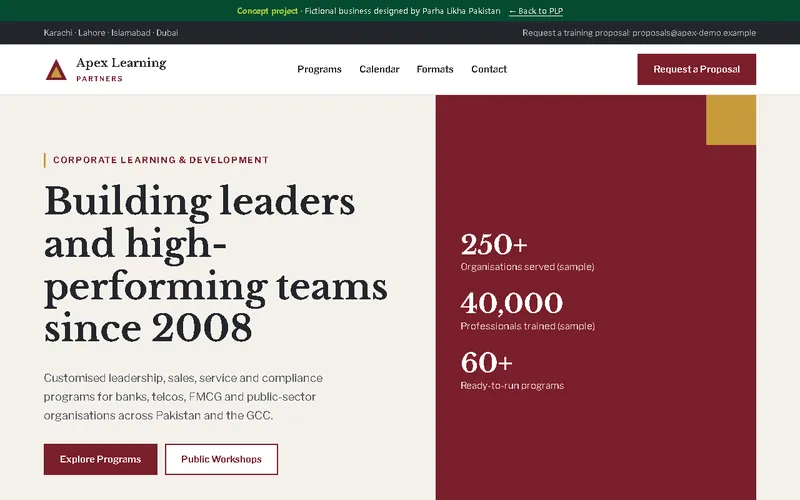 Concept project · Fictional business designed by Parha Likha Pakistan ← Back to PLP
Karachi · Lahore · Islamabad · Dubai
Request a training proposal: proposals@apex-demo.example
Apex Learning
PARTNERS
Programs Calendar Formats Contact
Request a Proposal
CORPORATE LEARNING & DEVELOPMENT
Building leaders
and high-
performing teams
since 2008
Customised leadership, sales, service and compliance
programs for banks, telcos, FMCG and public-sector
organisations across Pakistan and the GCC.
Explore Programs
Public Workshops
250+
Organisations served (sample)
40,000
Professionals trained (sample)
60+
Ready-to-run programs